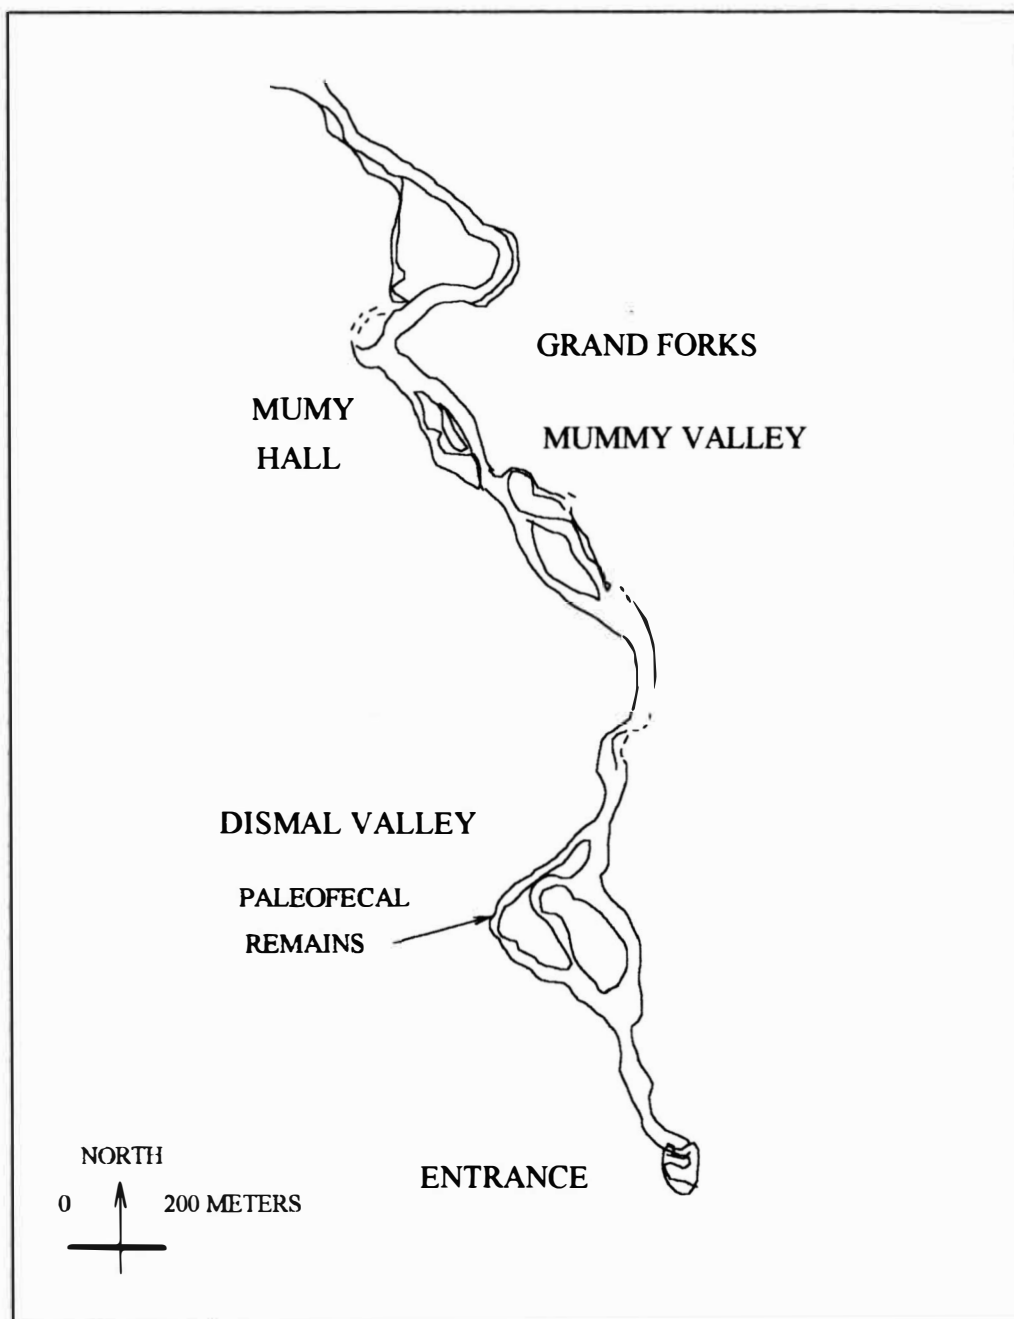 GRAND FORKS
MUMY
HALL
MUMMY VALLEY
DISMAL VALLEY
PALEOFECAL
REMAINS
NORTH
ENTRANCE
0 200 METERS